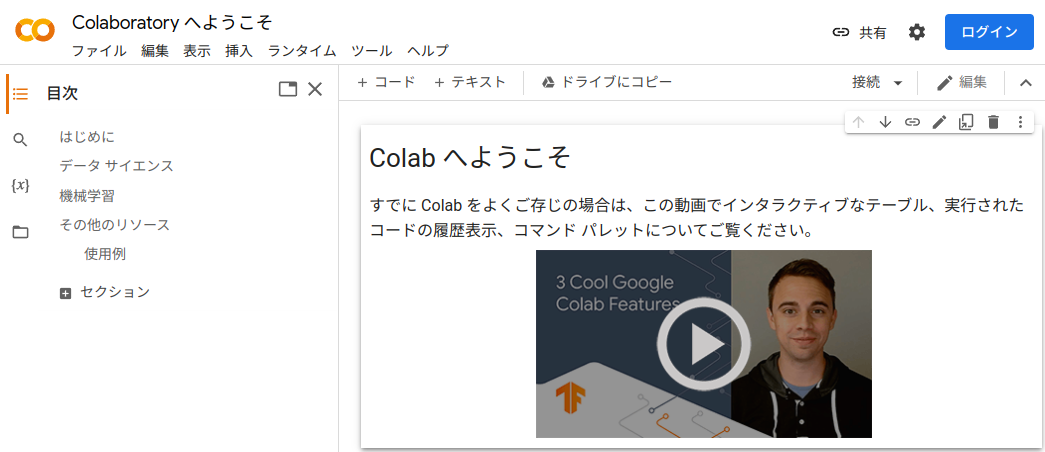 Colaboratory へようこそ
ファイル 編集 表示 挿入 ランタイム ツール ヘルプ
共有
ログイン
目次
はじめに
データ サイエンス
機械学習
その他のリソース
使用例
セクション
{x}
+ コード + テキスト ドライブにコピー
接続 編集
Colab へようこそ
すでに Colab をよくご存じの場合は、この動画でインタラクティブなテーブル、実行された
コードの履歴表示、コマンド パレットについてご覧ください。
3 Cool Google
Colab Features